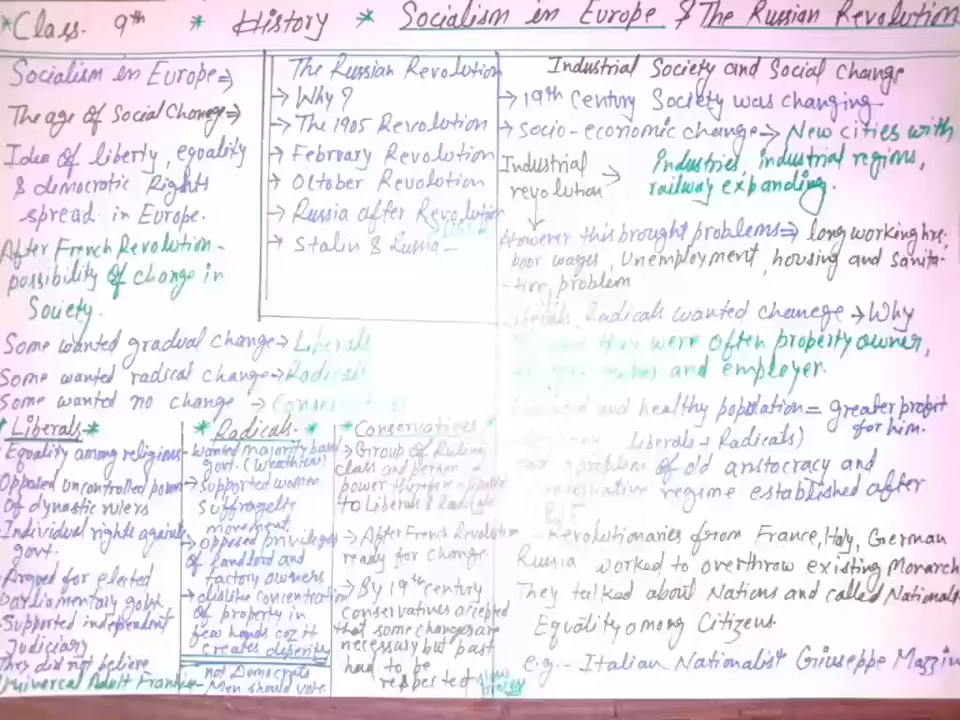 *Class. 9th * History * Socialism in Europe & The Russian Revolution
Socialism in Europe⇒
The age of Social Change⇒
Idea of liberty, equality
& democratic Rights
spread in Europe.
After French Revolution-
possibility of change in
Society.
Some wanted gradual change→ Liberals
Some wanted radical change→ Radicals
Some wanted no change →
The Russian Revolution
→ Why?
→ The 1905 Revolution
→ February Revolution
→ October Revolution
→ Russia after Revolution
→ Stalin & Russia-
Industrial Society and Social Change
→ 19th Century Society was changing
→ Socio-economic change → New cities with
Industrial revolution → Industries, industrial regions,
railway expanding.
However this brought problems⇒ long working hrs,
poor wages, Unemployment, housing and Sanita-
-tion problem
Liberals, Radicals wanted change → Why
they were often property owner,
and employer.
and healthy population = greater profit
for him.
Liberals → Radicals)
problem of old aristocracy and
regime established after
Revolutionaries from France, Italy, German
Russia worked to overthrow existing Monarch
They talked about Nations and called Nationals
Equality among Citizens
e.g.- Italian Nationalist Giuseppe Mazzin
* Liberals *
Equality among religions
Opposed uncontrolled power
Of dynastic rulers
Individual rights against
govt.
Argued for elected
Parliamentary govt
Supported independent
Judiciary
They did not believe
Universal Adult Franchise
* Radicals. *
wanted majority based
govt.
→ Supported women
Suffragety
movement
→ opposed privileges
of landlord and
factory owners
→ dislike concentration
of property in
few hands coz it
creates disperity
not Democrats
Men should vote.
* Conservatives *
→ Group of Ruling
class and
power
to Liberals & Radicals
→ After French Revolution
ready for change.
→ By 19th century
conservatives accepted
that some changes are
necessary but past
had to be
respected